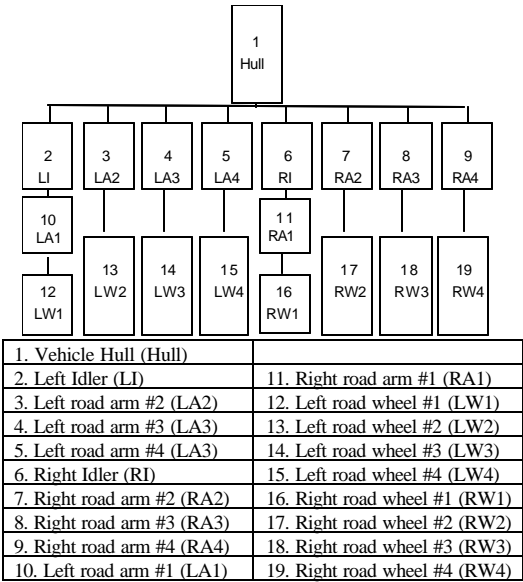 1
Hull
2 3 4 5 6 7 8 9
LI LA2 LA3 LA4 RI RA2 RA3 RA4
10 11
LA1 RA1
13 14 15 17 18 19
12 LW2 LW3 LW4 16 RW2 RW3 RW4
LW1 RW1
1. Vehicle Hull (Hull)
2. Left Idler (LI) 11. Right road arm #1 (RA1)
3. Left road arm #2 (LA2) 12. Left road wheel #1 (LW1)
4. Left road arm #3 (LA3) 13. Left road wheel #2 (LW2)
5. Left road arm #4 (LA3) 14. Left road wheel #3 (LW3)
6. Right Idler (RI) 15. Left road wheel #4 (LW4)
7. Right road arm #2 (RA2) 16. Right road wheel #1 (RW1)
8. Right road arm #3 (RA3) 17. Right road wheel #2 (RW2)
9. Right road arm #4 (RA4) 18. Right road wheel #3 (RW3)
10. Left road arm #1 (LA1) 19. Right road wheel #4 (RW4)